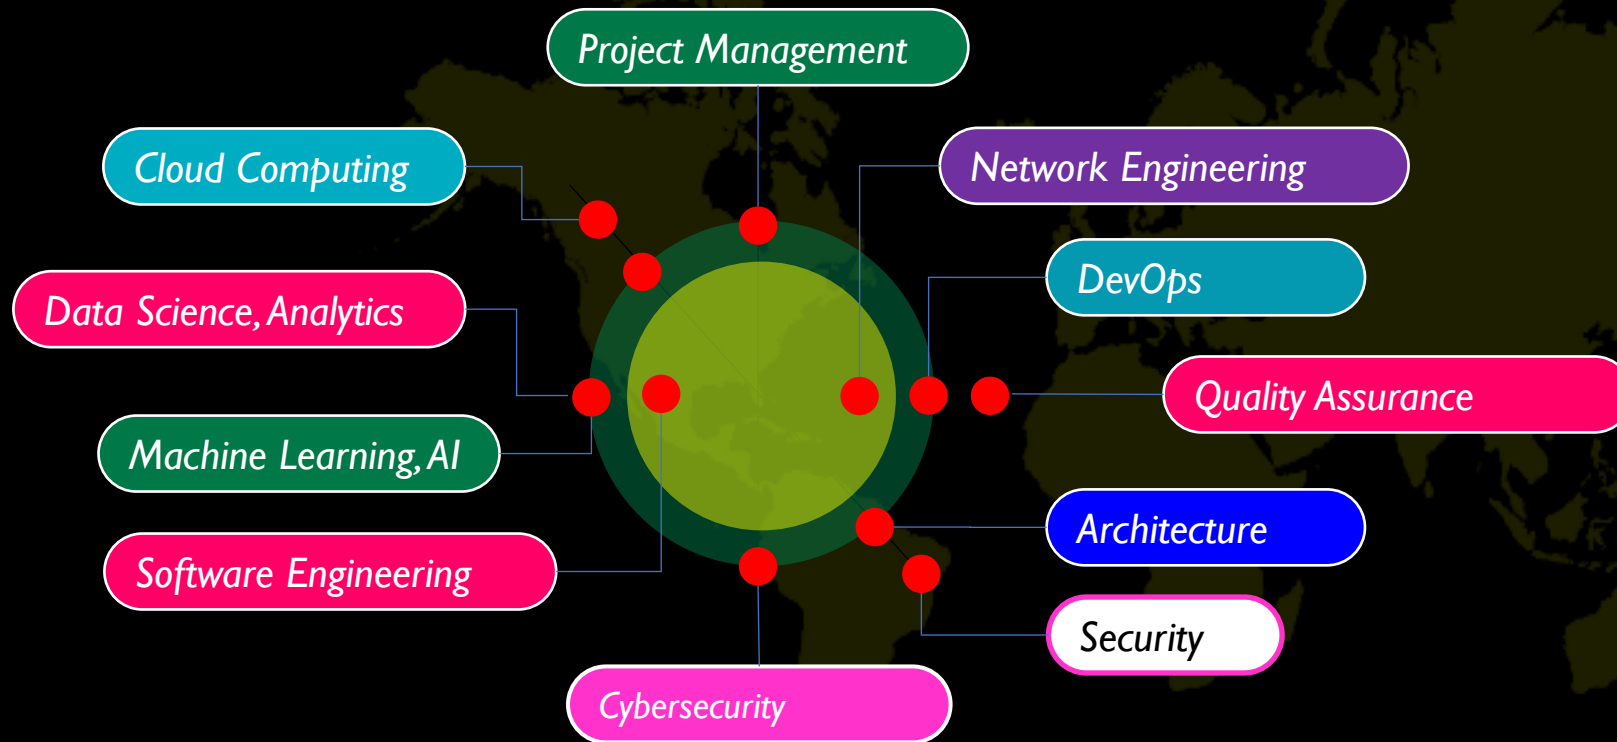 Project Management
Cloud Computing
Network Engineering
DevOps
Data Science, Analytics
Quality Assurance
Machine Learning, AI
Architecture
Software Engineering
Security
Cybersecurity